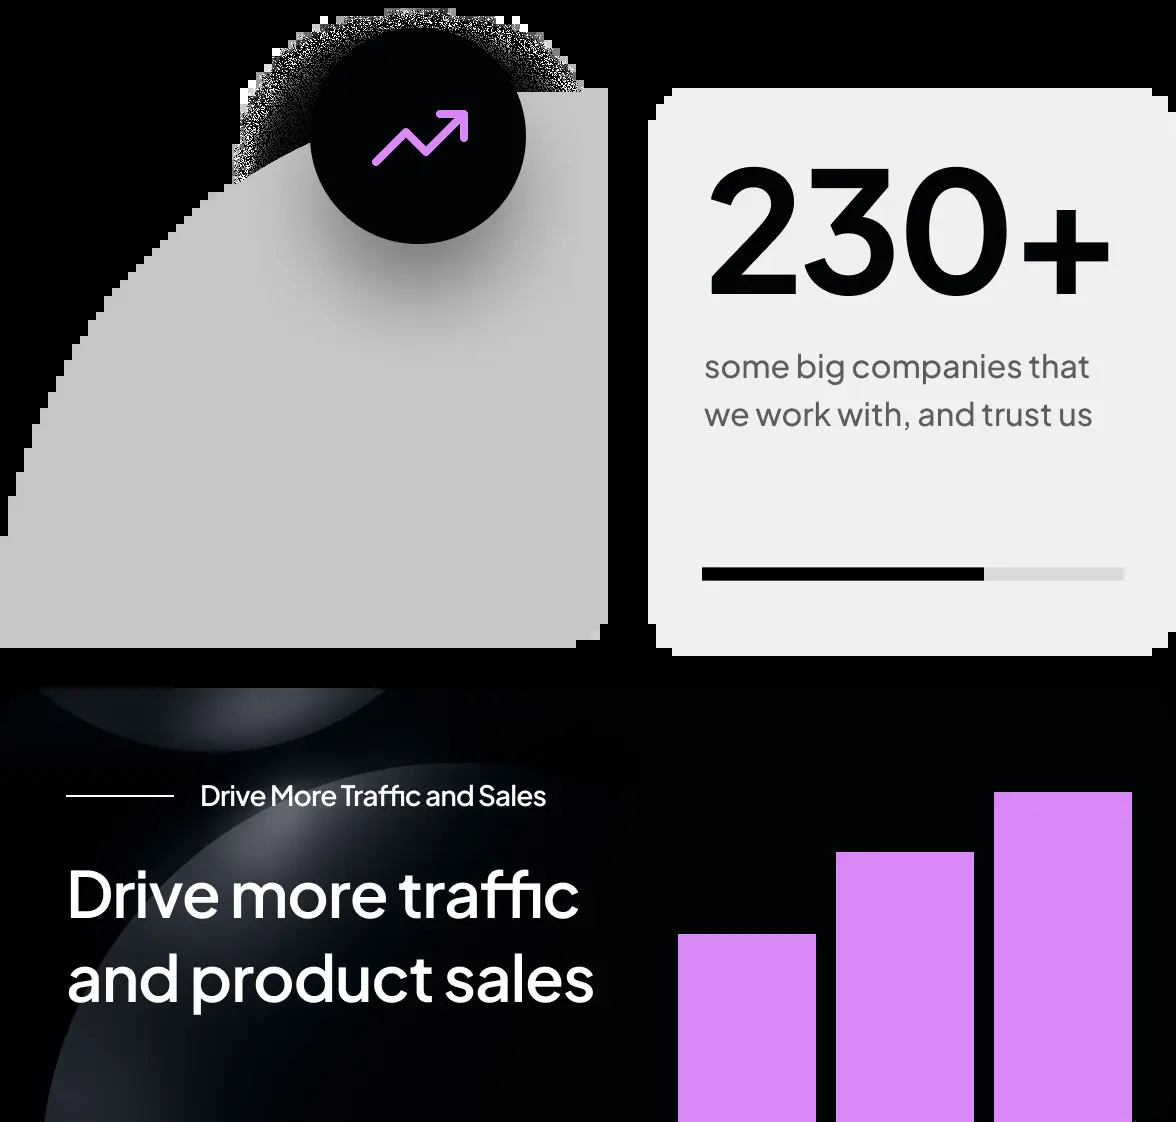 230+
some big companies that
we work with, and trust us
Drive More Traffic and Sales
Drive more traffic
and product sales